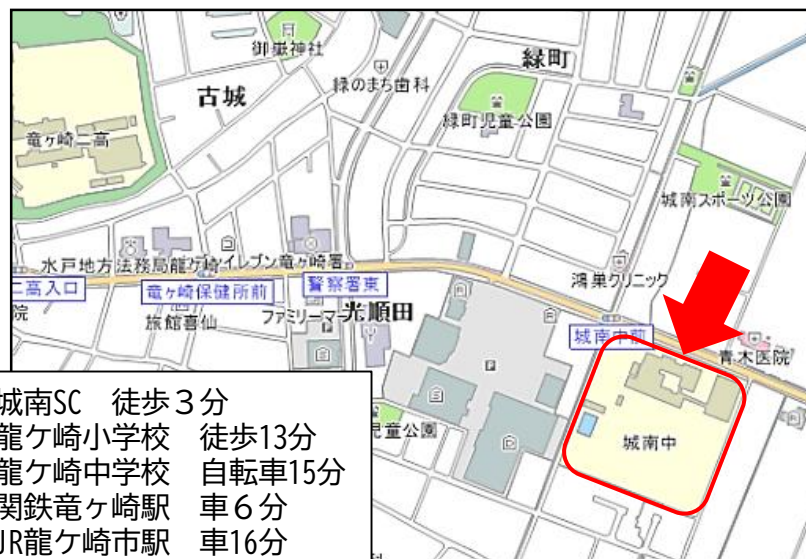 御嶽神社
緑町
古城
緑のまち歯科
竜ヶ崎二高
緑町児童公園
城南スポーツ公園
水戸地方法務局龍ケ
イレブン竜ヶ崎署
鴻巣クリニック
二高入口
竜ヶ崎保健所前
警察署東
院
旅館喜仙
ファミリーマー
光順田
城南中前
青木医院
児童公園
城南中
城南SC 徒歩３分
龍ケ崎小学校 徒歩13分
龍ケ崎中学校 自転車15分
関鉄竜ヶ崎駅 車６分
JR龍ケ崎市駅 車16分